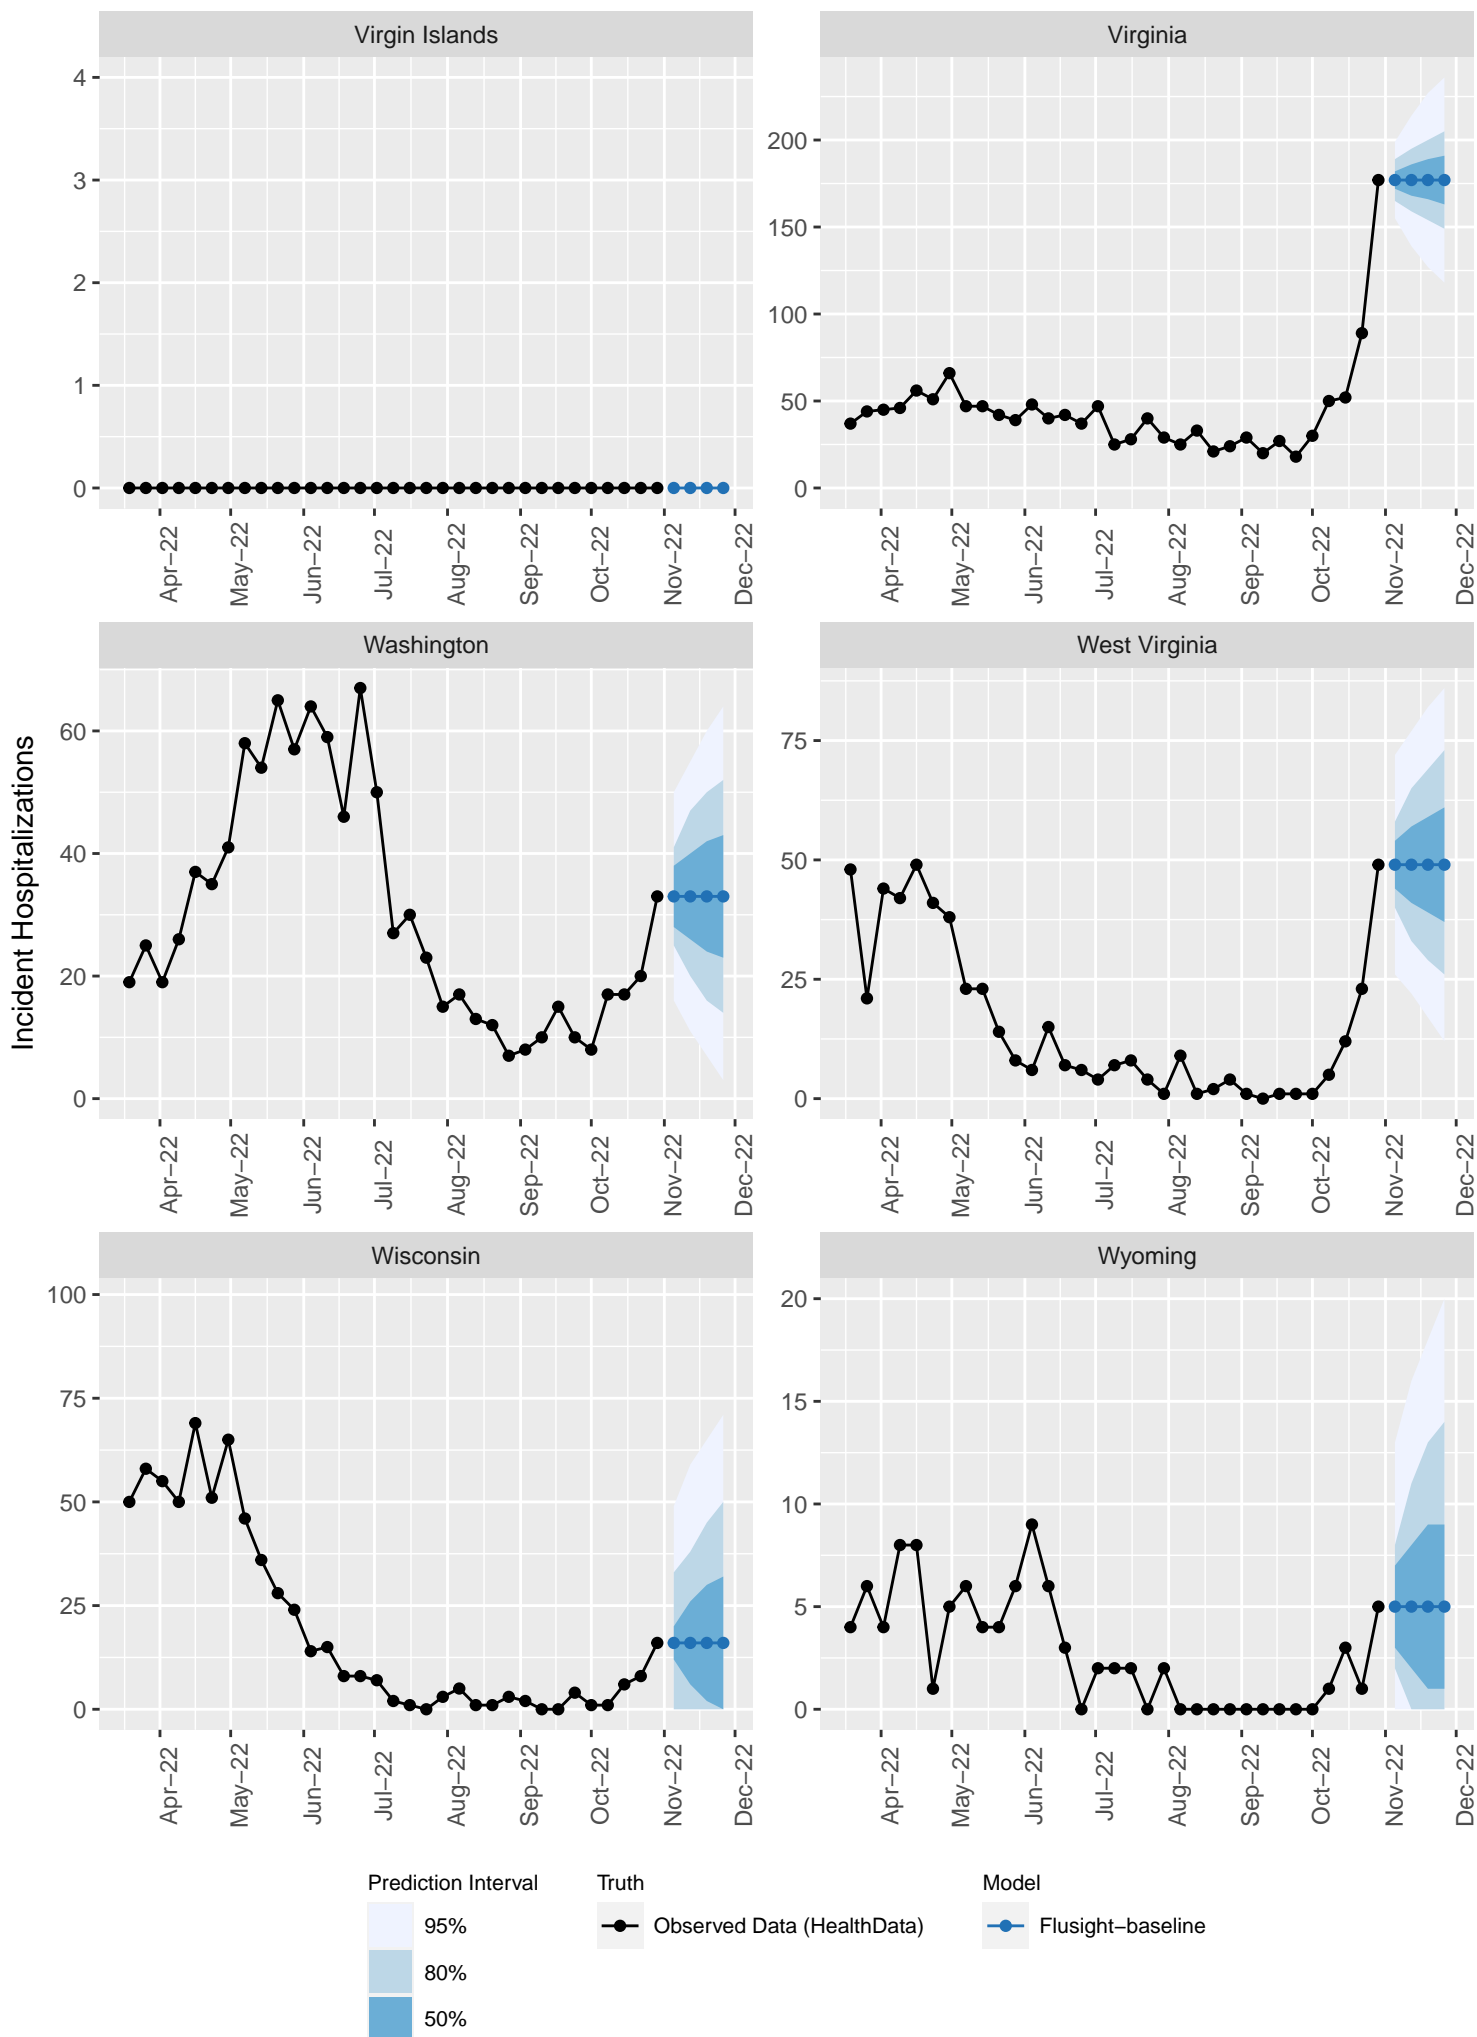 Virgin Islands
Virginia
4
3
2
1
0
200
150
100
50
0
Apr−22
May−22
Jun−22
Jul−22
Aug−22
Sep−22
Oct−22
Nov−22
Dec−22
Apr−22
May−22
Jun−22
Jul−22
Aug−22
Sep−22
Oct−22
Nov−22
Dec−22
Incident Hospitalizations
Washington
West Virginia
60
40
20
0
75
50
25
0
Apr−22
May−22
Jun−22
Jul−22
Aug−22
Sep−22
Oct−22
Nov−22
Dec−22
Apr−22
May−22
Jun−22
Jul−22
Aug−22
Sep−22
Oct−22
Nov−22
Dec−22
Wisconsin
Wyoming
100
75
50
25
0
20
15
10
5
0
Apr−22
May−22
Jun−22
Jul−22
Aug−22
Sep−22
Oct−22
Nov−22
Dec−22
Apr−22
May−22
Jun−22
Jul−22
Aug−22
Sep−22
Oct−22
Nov−22
Dec−22
Prediction Interval
95%
80%
50%
Truth
Observed Data (HealthData)
Model
Flusight−baseline